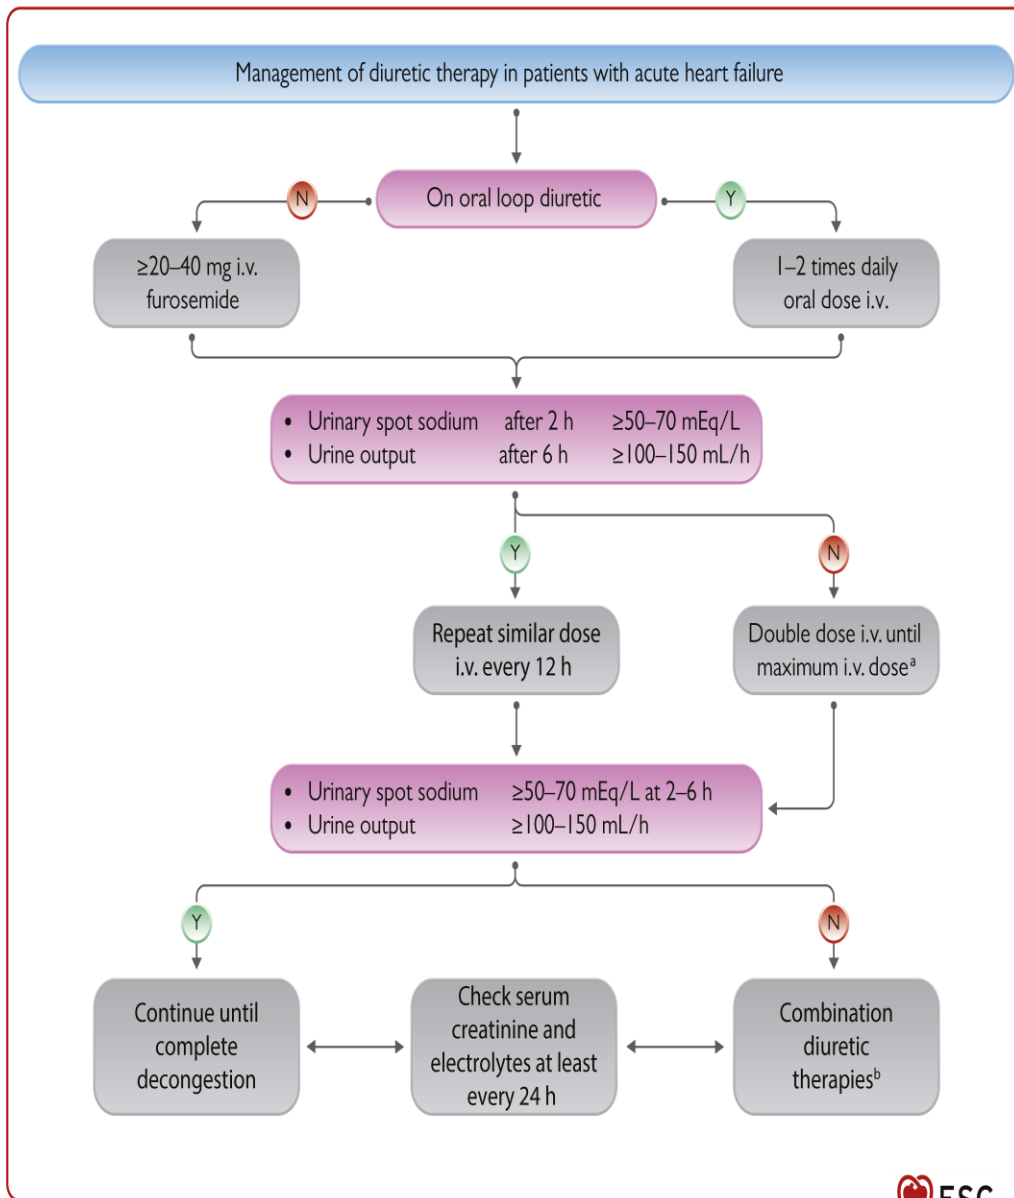 Management of diuretic therapy in patients with acute heart failure
On oral loop diuretic
N
Y
≥20–40 mg i.v.
furosemide
1–2 times daily
oral dose i.v.
• Urinary spot sodium after 2 h ≥50–70 mEq/L
• Urine output after 6 h ≥100–150 mL/h
Y
N
Repeat similar dose
i.v. every 12 h
Double dose i.v. until
maximum i.v. dose a
• Urinary spot sodium ≥50–70 mEq/L at 2–6 h
• Urine output ≥100–150 mL/h
Y
N
Continue until
complete
decongestion
Check serum
creatinine and
electrolytes at least
every 24 h
Combination
diuretic
therapies b
ESC